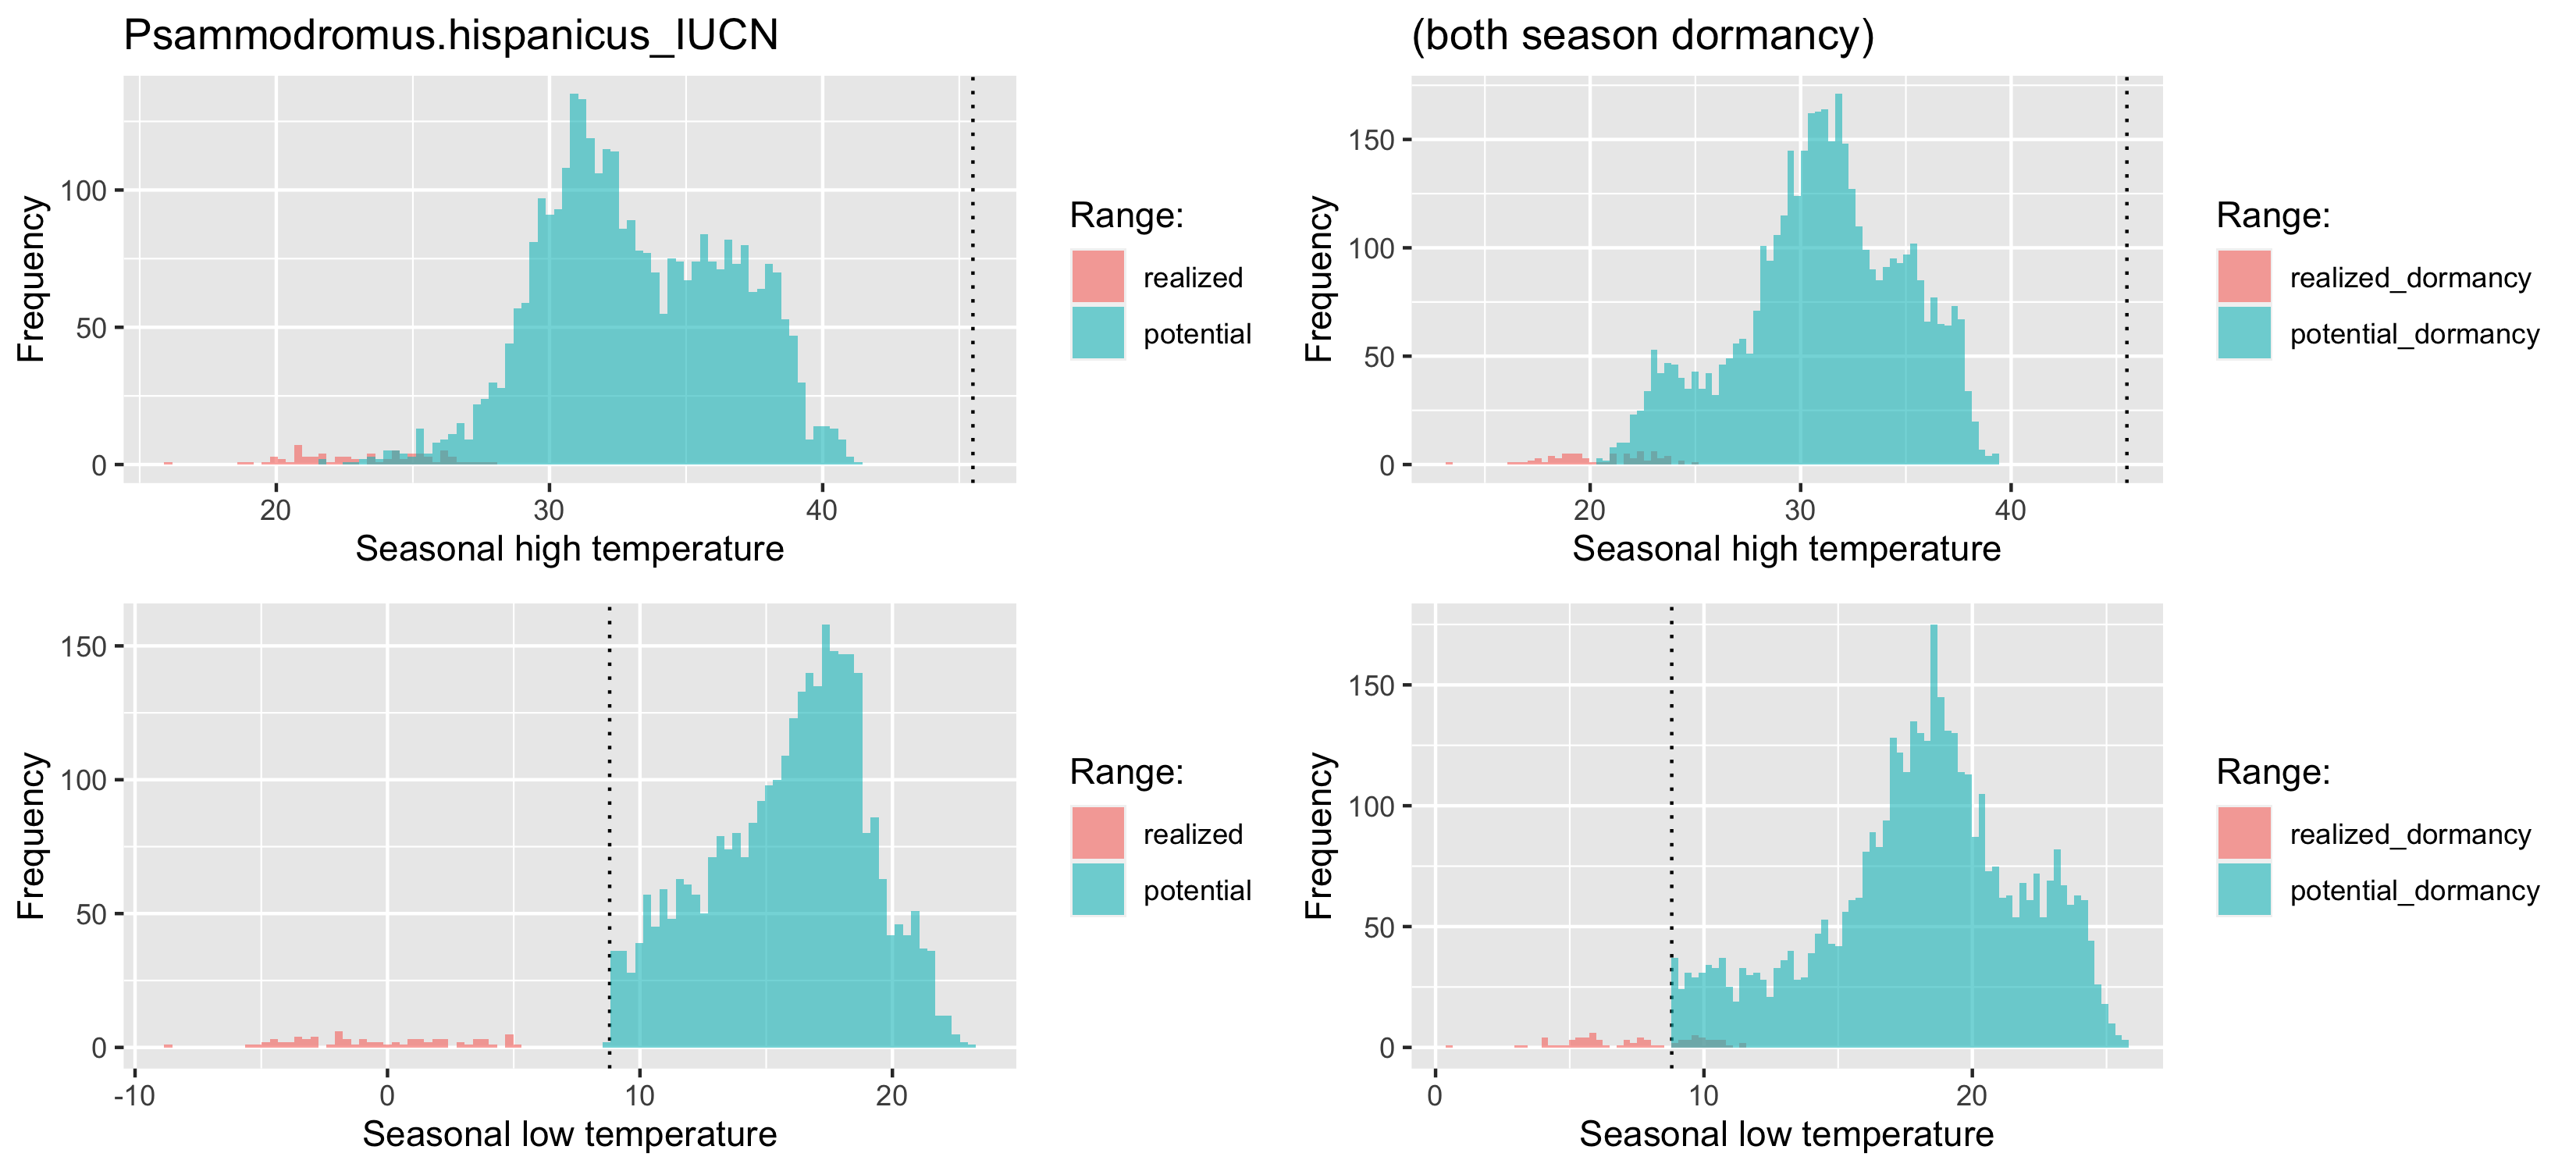 Psammodromus.hispanicus_IUCN
(both season dormancy)
Frequency
100
50
0
20
30
40
Seasonal high temperature
Range:
realized
potential
Frequency
150
100
50
0
20
30
40
Seasonal high temperature
Range:
realized_dormancy
potential_dormancy
Frequency
150
100
50
0
-10
0
10
20
Seasonal low temperature
Range:
realized
potential
Frequency
150
100
50
0
0
10
20
Seasonal low temperature
Range:
realized_dormancy
potential_dormancy